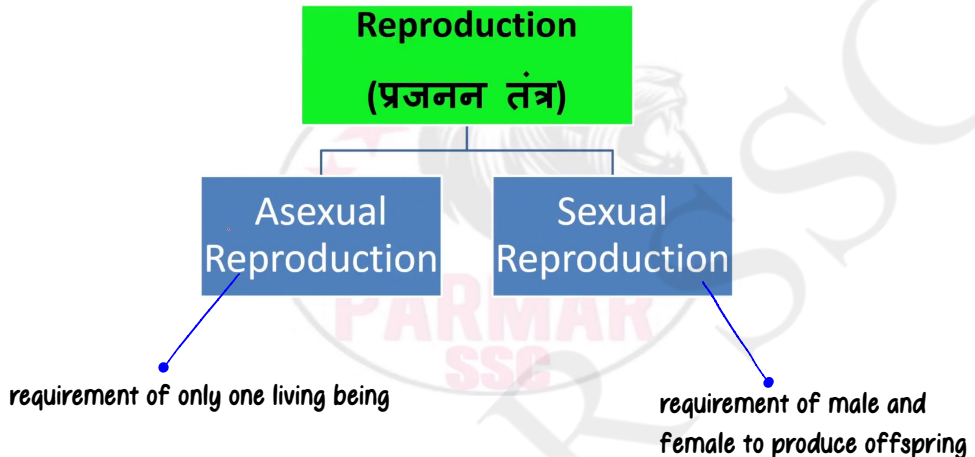 Reproduction
(प्रजनन तंत्र)
Asexual
Reproduction
Sexual
Reproduction
PARMAR
SSC
requirement of only one living being
requirement of male and
female to produce offspring
R SSC